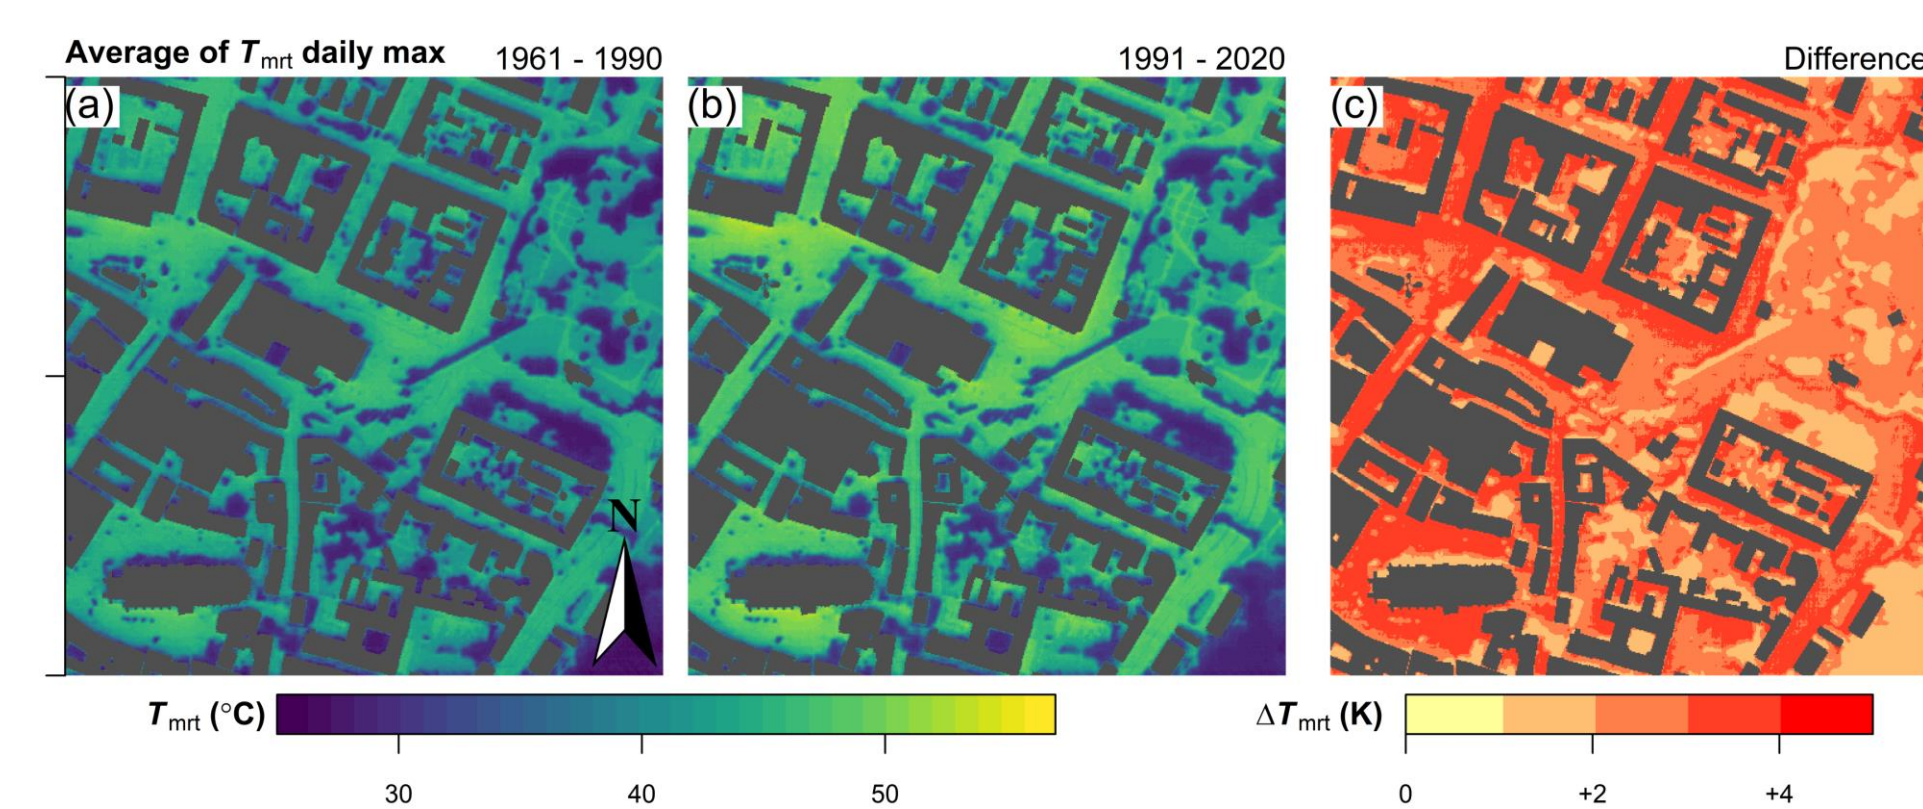 Average of Tmrt daily max 1961 - 1990
1991 - 2020
Difference
(a)
(b)
(c)
N
Tmrt (°C)
30 40 50
ΔTmrt (K)
0 +2 +4